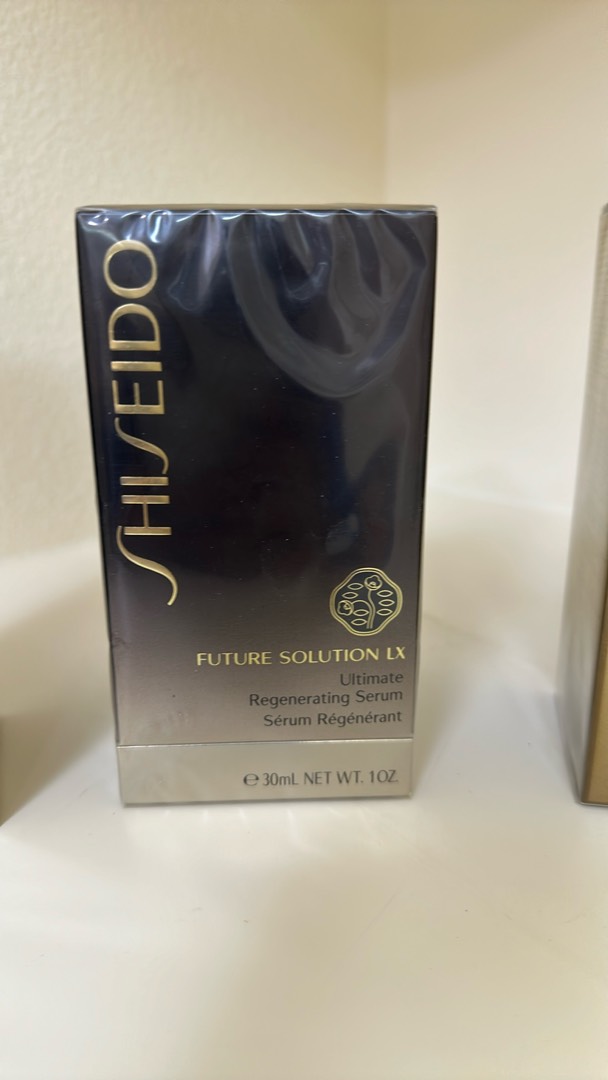 SHISEIDO
FUTURE SOLUTION LX
Ultimate
Regenerating Serum
Sérum Régénérant
℮ 30mL NET WT. 1OZ.